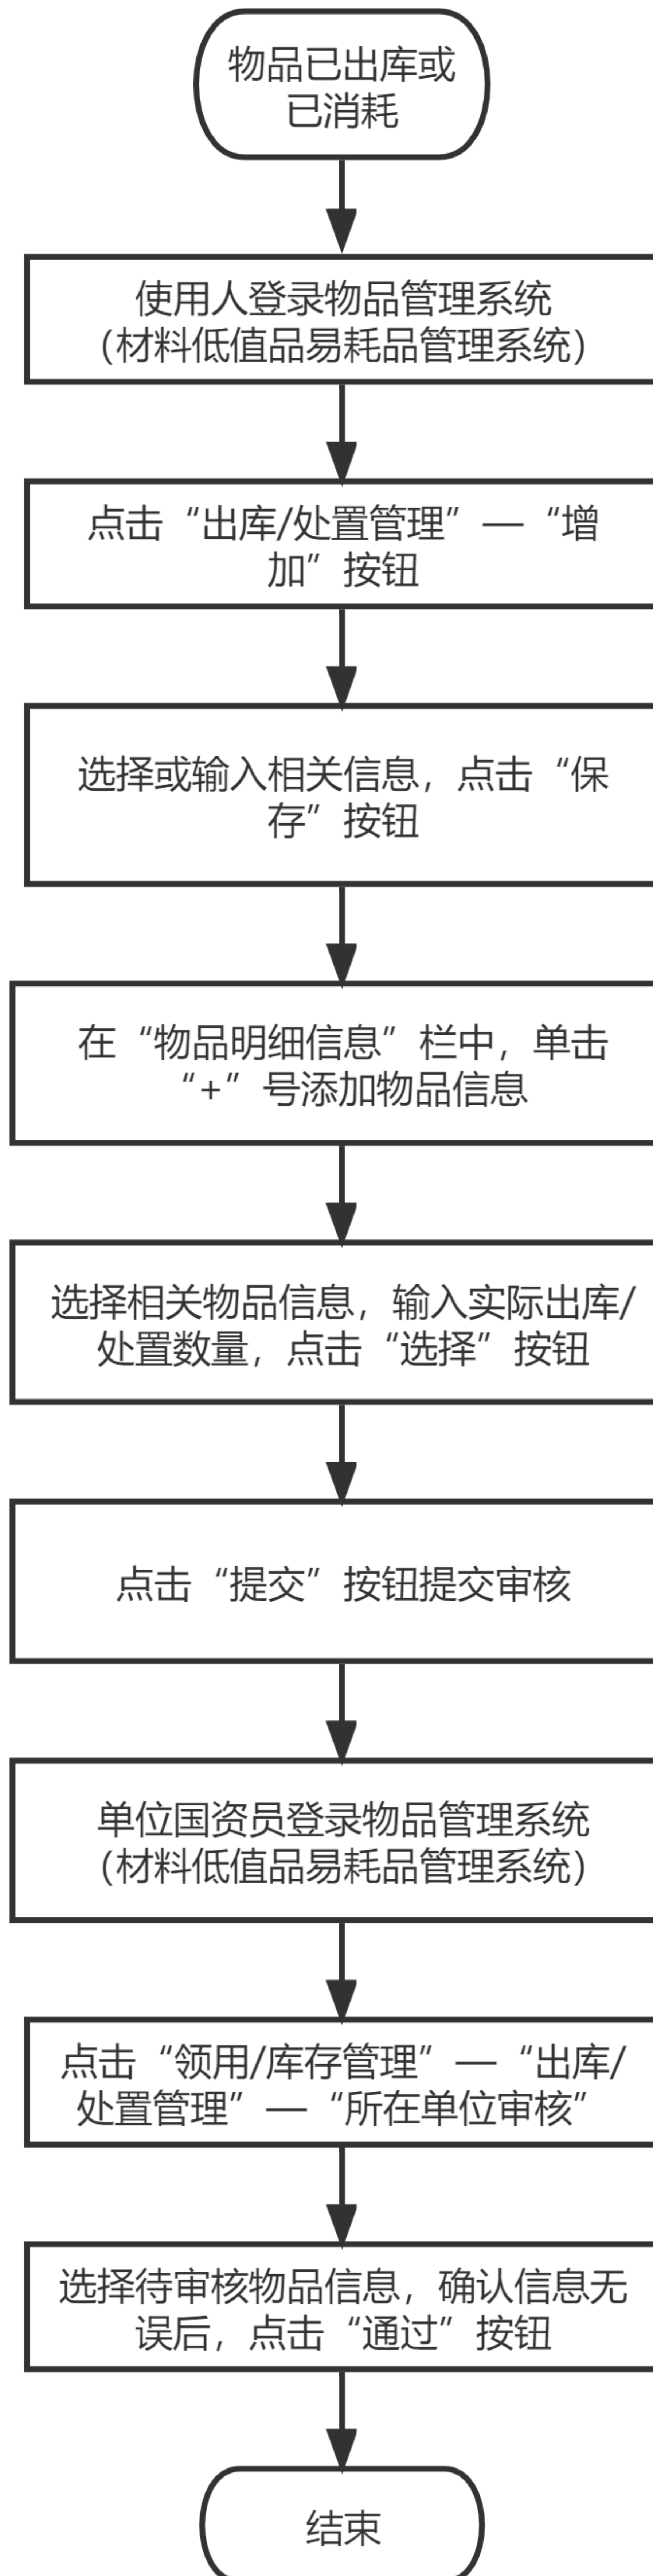 物品已出库或
已消耗
使用人登录物品管理系统
（材料低值品易耗品管理系统）
点击“出库/处置管理”—“增
加”按钮
选择或输入相关信息，点击“保
存”按钮
在“物品明细信息”栏中，单击
“+”号添加物品信息
选择相关物品信息，输入实际出库/
处置数量，点击“选择”按钮
点击“提交”按钮提交审核
单位国资员登录物品管理系统
（材料低值品易耗品管理系统）
点击“领用/库存管理”—“出库/
处置管理”—“所在单位审核”
选择待审核物品信息，确认信息无
误后，点击“通过”按钮
结束